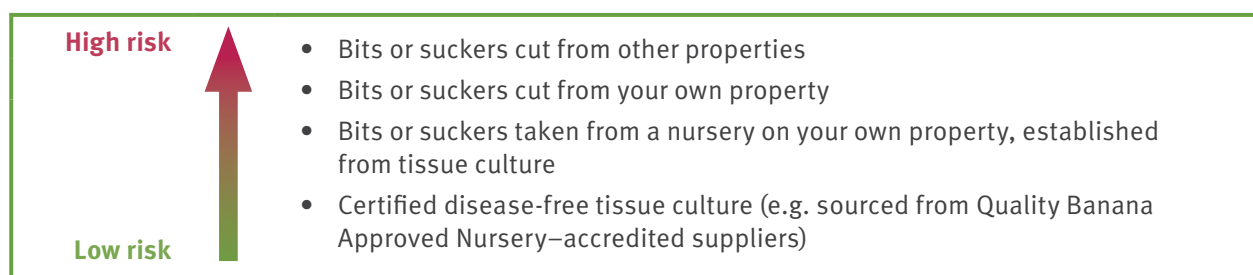 High risk
• Bits or suckers cut from other properties
• Bits or suckers cut from your own property
• Bits or suckers taken from a nursery on your own property, established
from tissue culture
• Certified disease-free tissue culture (e.g. sourced from Quality Banana
Approved Nursery–accredited suppliers)
Low risk